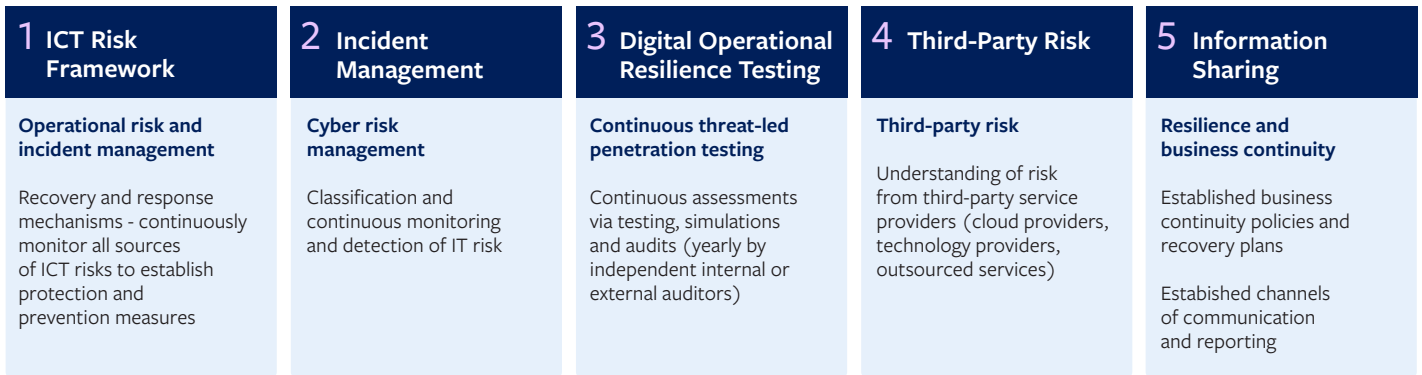 1 ICT Risk
Framework
Operational risk and
incident management
Recovery and response
mechanisms - continuously
monitor all sources
of ICT risks to establish
protection and
prevention measures
2 Incident
Management
Cyber risk
management
Classification and
continuous monitoring
and detection of IT risk
3 Digital Operational
Resilience Testing
Continuous threat-led
penetration testing
Continuous assessments
via testing, simulations
and audits (yearly by
independent internal or
external auditors)
4 Third-Party Risk
Third-party risk
Understanding of risk
from third-party service
providers (cloud providers,
technology providers,
outsourced services)
5 Information
Sharing
Resilience and
business continuity
Established business
continuity policies and
recovery plans
Estabished channels
of communication
and reporting